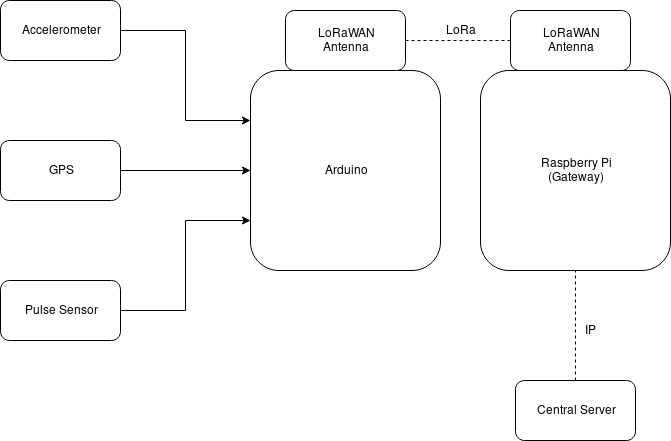 Accelerometer
LoRaWAN
Antenna
LoRa
LoRaWAN
Antenna
GPS
Arduino
Raspberry Pi
(Gateway)
Pulse Sensor
IP
Central Server